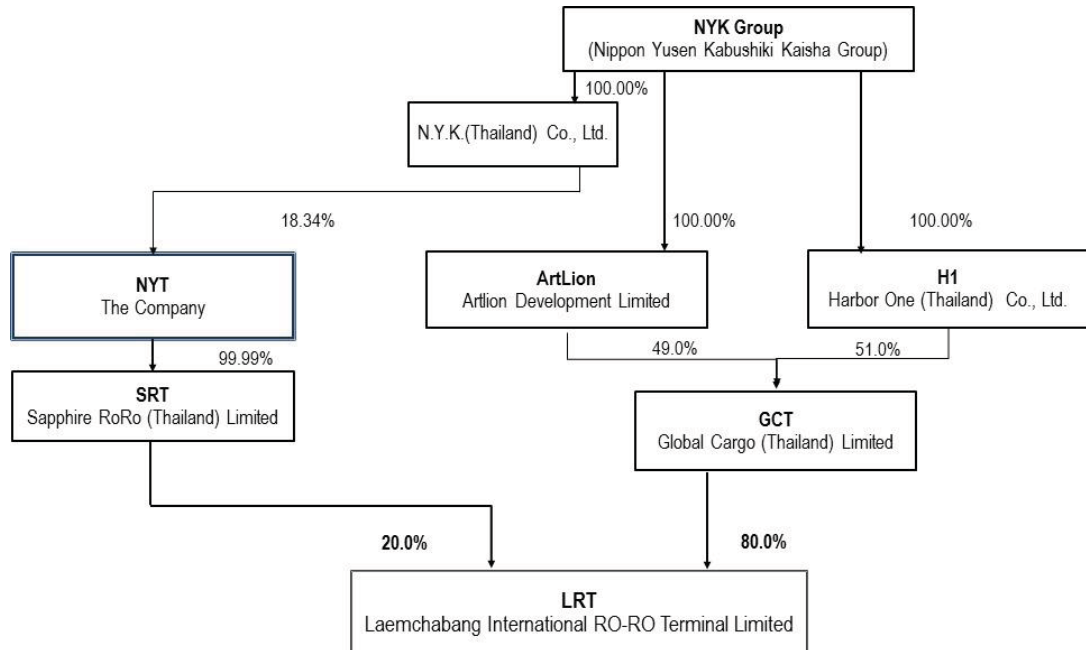 NYK Group
(Nippon Yusen Kabushiki Kaisha Group)
100.00%
N.Y.K.(Thailand) Co., Ltd.
18.34%
100.00%
100.00%
NYT
The Company
ArtLion
Artlion Development Limited
H1
Harbor One (Thailand) Co., Ltd.
99.99%
49.0%
51.0%
SRT
Sapphire RoRo (Thailand) Limited
GCT
Global Cargo (Thailand) Limited
20.0%
80.0%
LRT
Laemchabang International RO-RO Terminal Limited